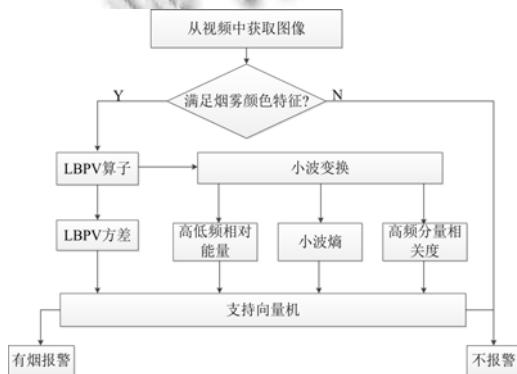 从视频中获取图像
满足烟雾颜色特征?
Y
N
LBPV算子
小波变换
LBPV方差
高低频相对
能量
小波熵
高频分量相
关度
支持向量机
有烟报警
不报警